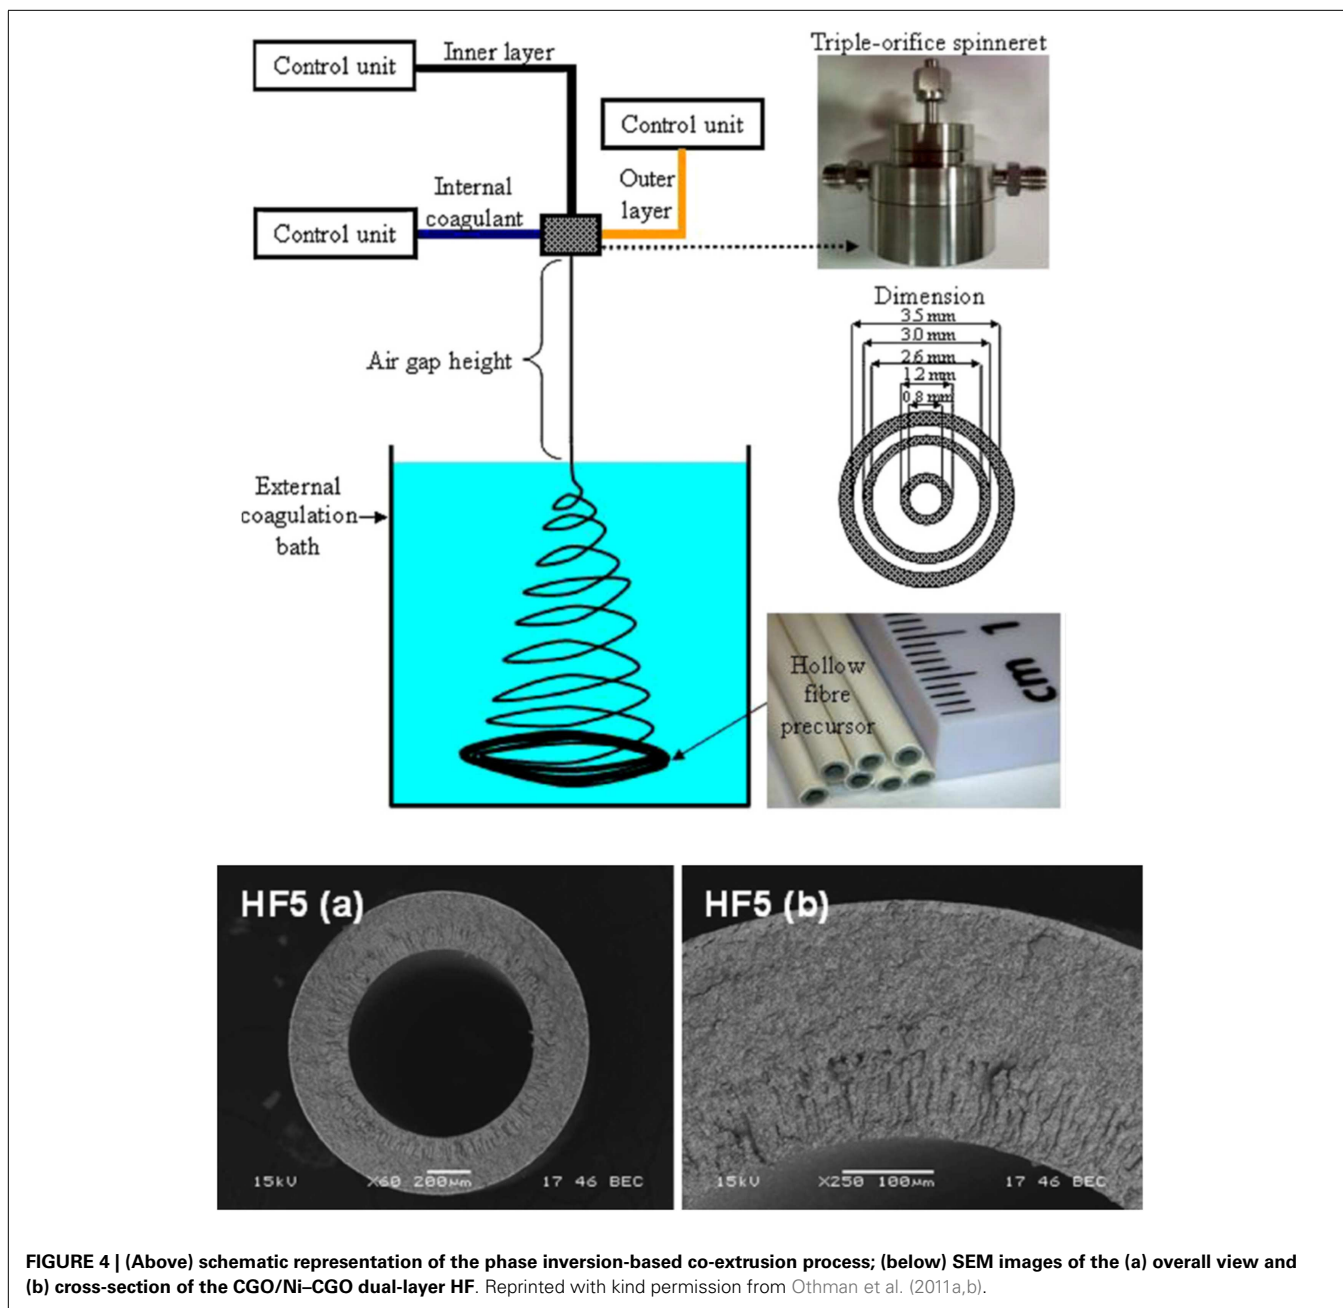 Triple-orifice spinneret
Control unit
Inner layer
Control unit
Internal
coagulant
Outer
layer
Control unit
Dimension
3.5 mm
3.0 mm
2.6 mm
1.2 mm
0.8 mm
Air gap height
External
coagulation
bath
Hollow
fibre
precursor
1
cm
HF5 (a)
15kV X60 200μm 17 46 BEC
HF5 (b)
15kV X250 100μm 17 46 BEC
FIGURE 4 | (Above) schematic representation of the phase inversion-based co-extrusion process; (below) SEM images of the (a) overall view and
(b) cross-section of the CGO/Ni–CGO dual-layer HF. Reprinted with kind permission from Othman et al. (2011a,b).